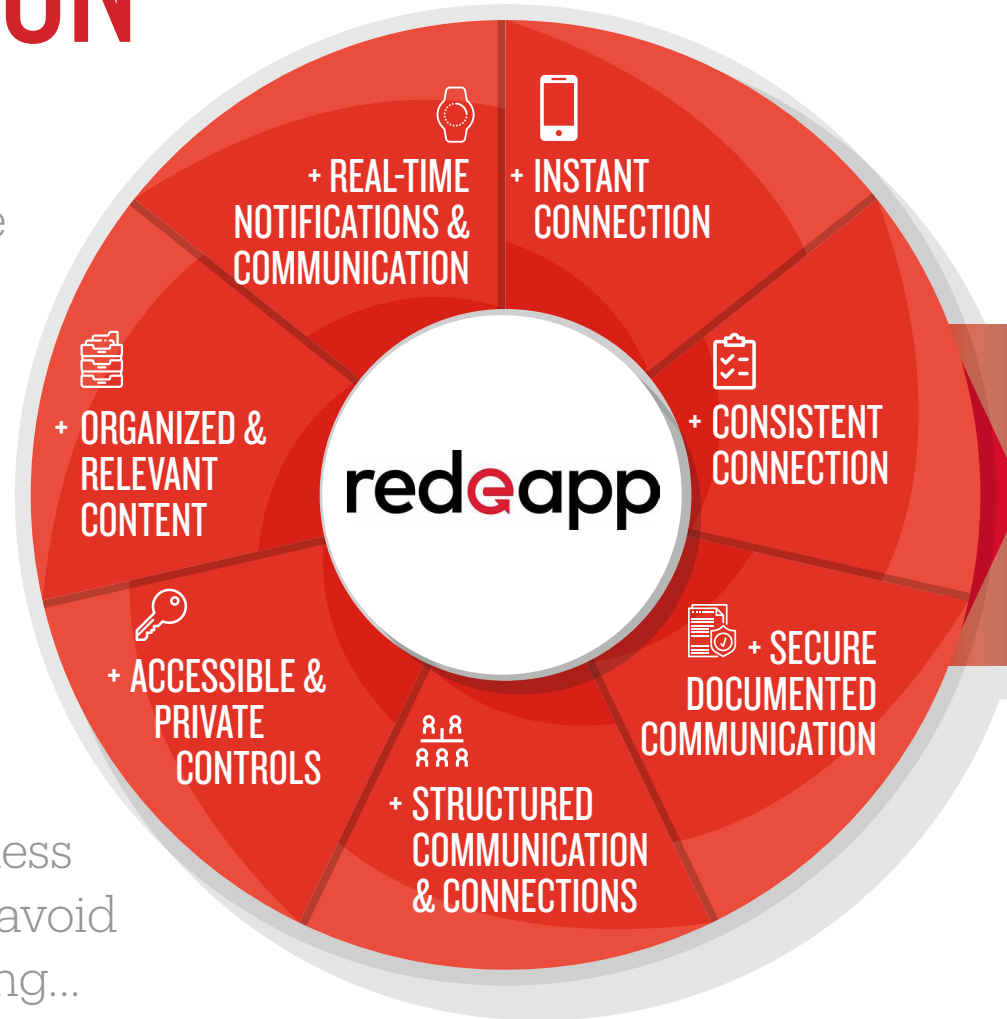 + REAL-TIME
NOTIFICATIONS &
COMMUNICATION
+ INSTANT
CONNECTION
+ CONSISTENT
CONNECTION
+ ORGANIZED &
RELEVANT
CONTENT
redeapp
+ SECURE
DOCUMENTED
COMMUNICATION
+ ACCESSIBLE &
PRIVATE
CONTROLS
+ STRUCTURED
COMMUNICATION
& CONNECTIONS
avoid